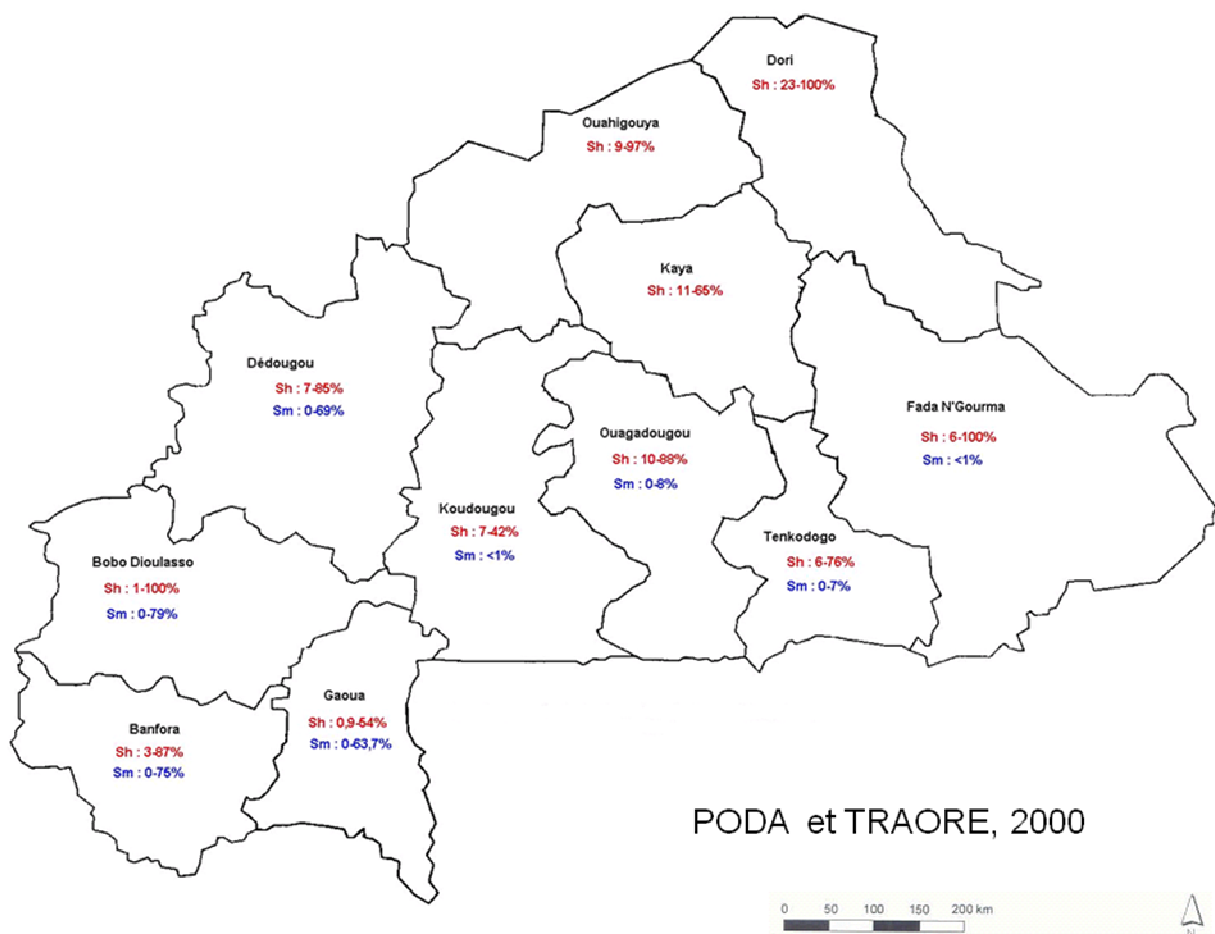 Dori
Sh : 23-100%
Ouahigouya
Sh : 9-97%
Kaya
Sh : 11-65%
Dédougou
Sh : 7-85%
Sm : 0-69%
Fada N'Gourma
Sh : 6-100%
Sm : <1%
Ouagadougou
Sh : 10-88%
Sm : 0-8%
Koudougou
Sh : 7-42%
Sm : <1%
Tenkodogo
Sh : 6-76%
Sm : 0-7%
Bobo Dioulasso
Sh : 1-100%
Sm : 0-79%
Gaoua
Sh : 0,9-54%
Sm : 0-63,7%
Banfora
Sh : 3-87%
Sm : 0-75%
PODA et TRAORE, 2000
0 50 100 150 200 km
N